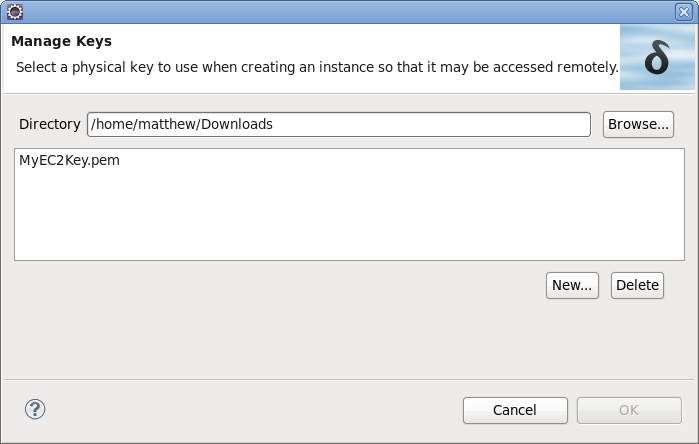 Manage Keys
Select a physical key to use when creating an instance so that it may be accessed remotely.
δ
Directory /home/matthew/Downloads Browse...
MyEC2Key.pem
New... Delete
? Cancel OK